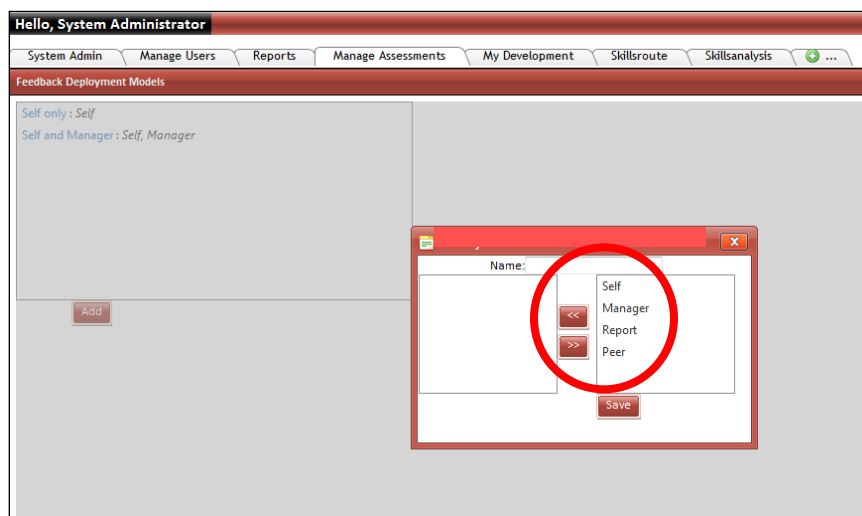 Hello, System Administrator
System Admin Manage Users Reports Manage Assessments My Development Skillsroute Skillsanalysis ...
Feedback Deployment Models
Self only : Self
Self and Manager : Self, Manager
Add
Name:
Self
Manager
Report
Peer
<<
>>
Save